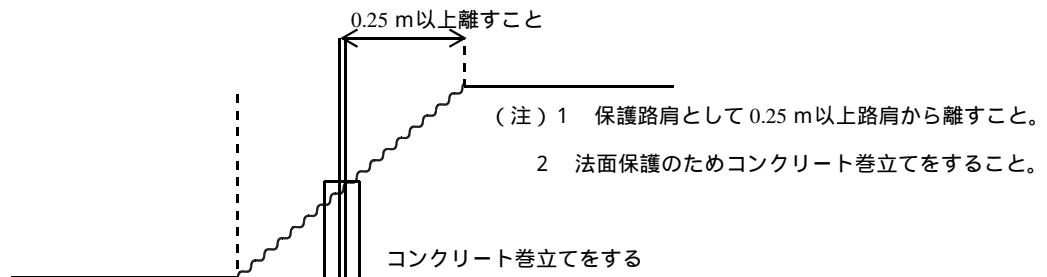 0.25 m以上離すこと
（注）1　保護路肩として 0.25 m以上路肩から離すこと。
2　法面保護のためコンクリート巻立てをすること。
コンクリート巻立てをする